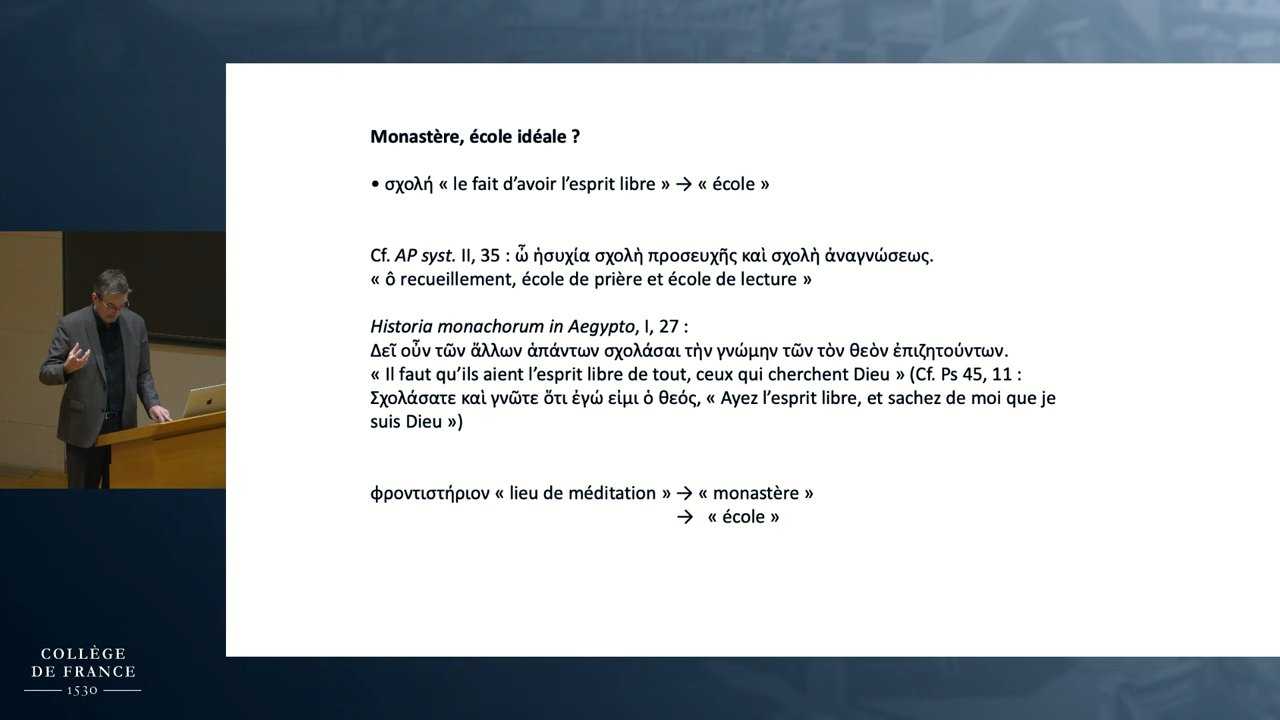 Monastère, école idéale ?
• σχολή « le fait d’avoir l’esprit libre » → « école »
Cf. AP syst. II, 35 : ὦ ἡσυχία σχολὴ προσευχῆς καὶ σχολὴ ἀναγνώσεως.
« ô recueillement, école de prière et école de lecture »
Historia monachorum in Aegypto, I, 27 :
Δεῖ οὖν τῶν ἄλλων ἁπάντων σχολάσαι τὴν γνώμην τῶν τὸν θεὸν ἐπιζητούντων.
« Il faut qu’ils aient l’esprit libre de tout, ceux qui cherchent Dieu » (Cf. Ps 45, 11 :
Σχολάσατε καὶ γνῶτε ὅτι ἐγώ εἰμι ὁ θεός, « Ayez l’esprit libre, et sachez de moi que je
suis Dieu »)
φροντιστήριον « lieu de méditation » → « monastère »
→ « école »
COLLÈGE
DE FRANCE
1530